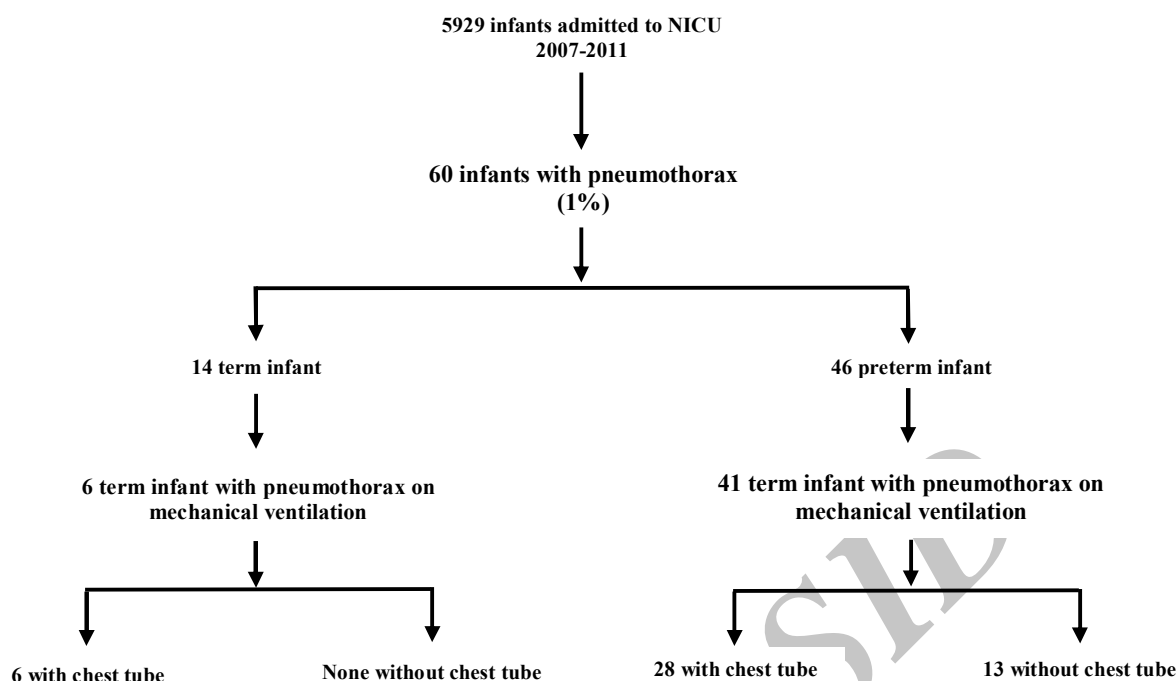 5929 infants admitted to NICU
2007-2011
60 infants with pneumothorax
(1%)
14 term infant
46 preterm infant
6 term infant with pneumothorax on
mechanical ventilation
41 term infant with pneumothorax on
mechanical ventilation
6 with chest tube
None without chest tube
28 with chest tube
13 without chest tube